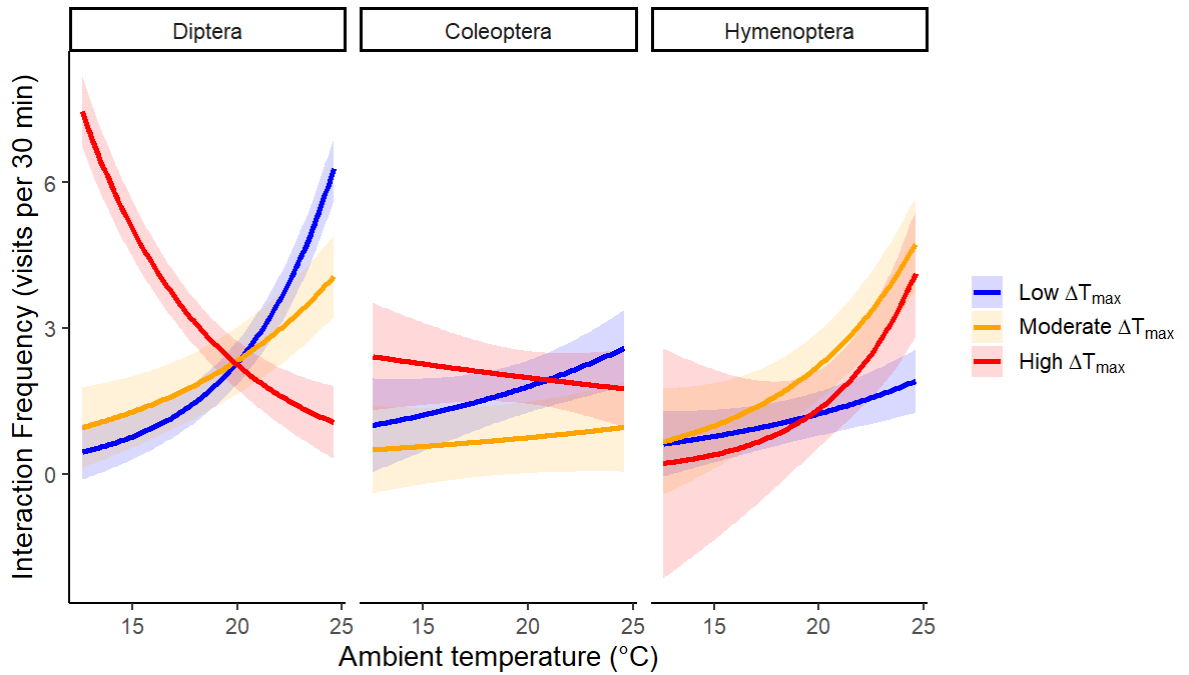 Diptera
Coleoptera
Hymenoptera
Interaction Frequency (visits per 30 min)
6
3
0
15 20 25
15 20 25
15 20 25
Ambient temperature (°C)
Low ΔTmax
Moderate ΔTmax
High ΔTmax